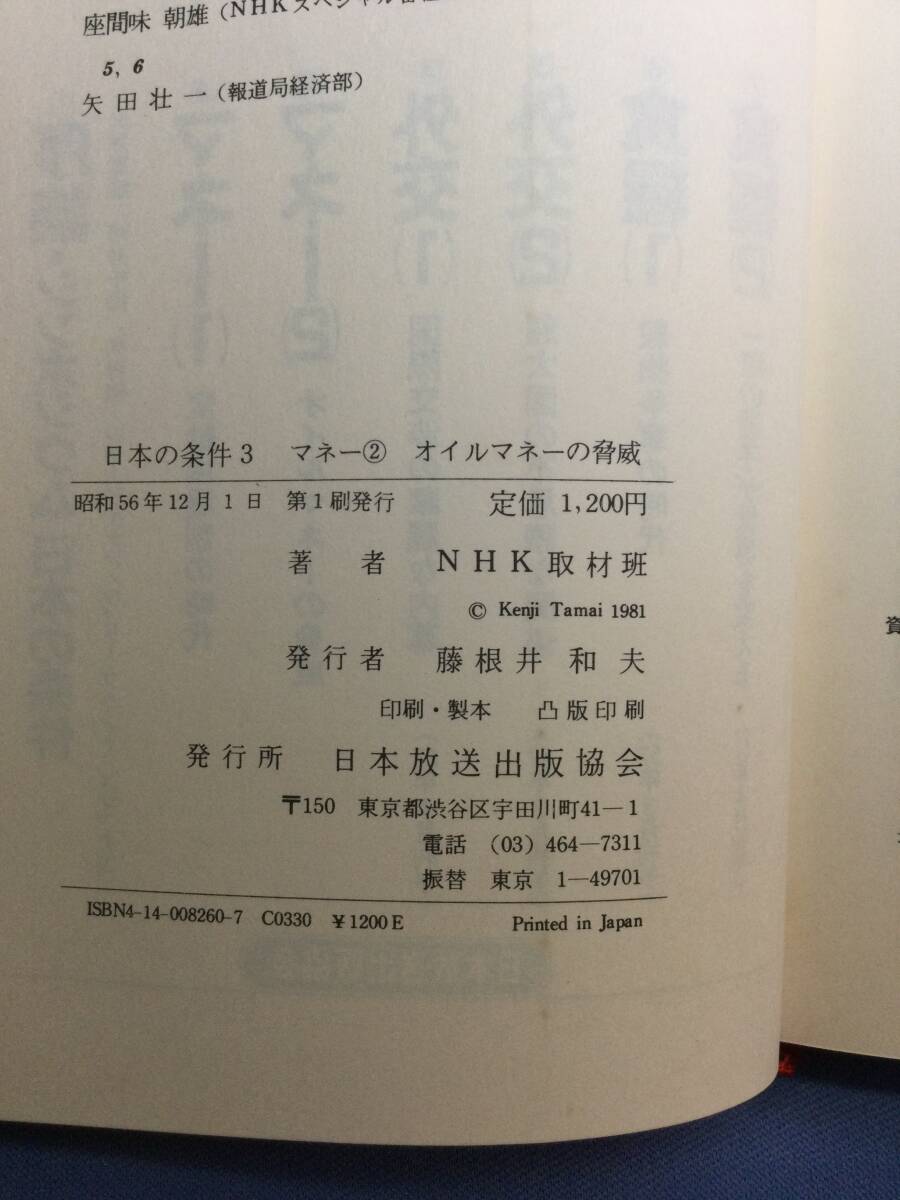 座間味 朝雄(NHKスペシャル番組
5, 6
矢田壮一(報道局経済部)
日本の条件3 マネー② オイルマネーの脅威
昭和56年12月1日 第1刷発行 定価 1,200円
著者 NHK取材班
© Kenji Tamai 1981
発行者 藤根井和夫
印刷・製本 凸版印刷
発行所 日本放送出版協会
〒150 東京都渋谷区宇田川町41―1
電話 (03) 464―7311
振替 東京 1―49701
ISBN4-14-008260-7 C0330 ¥1200E Printed in Japan
資